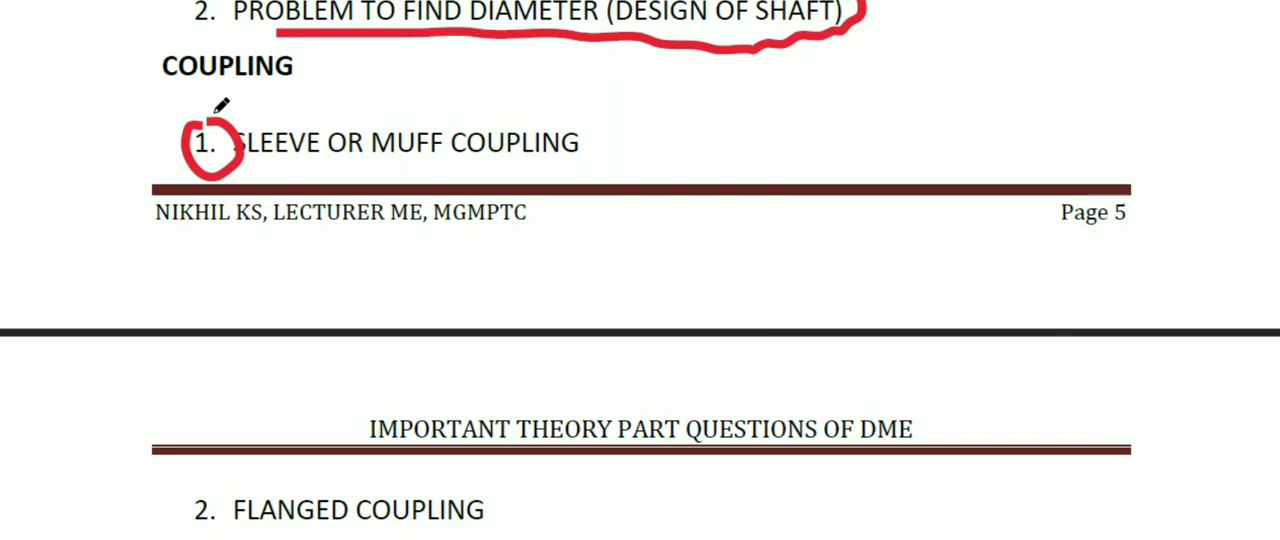 2. PROBLEM TO FIND DIAMETER (DESIGN OF SHAFT)
COUPLING
1. SLEEVE OR MUFF COUPLING
NIKHIL KS, LECTURER ME, MGMPTC Page 5
IMPORTANT THEORY PART QUESTIONS OF DME
2. FLANGED COUPLING